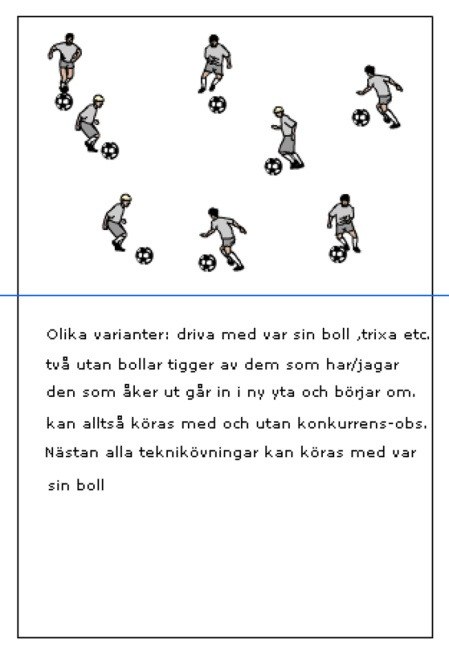 Olika varianter: driva med var sin boll ,trixa etc.
två utan bollar tigger av dem som har/jagar
den som åker ut går in i ny yta och börjar om.
kan alltså köras med och utan konkurrens-obs.
Nästan alla teknikövningar kan köras med var
sin boll